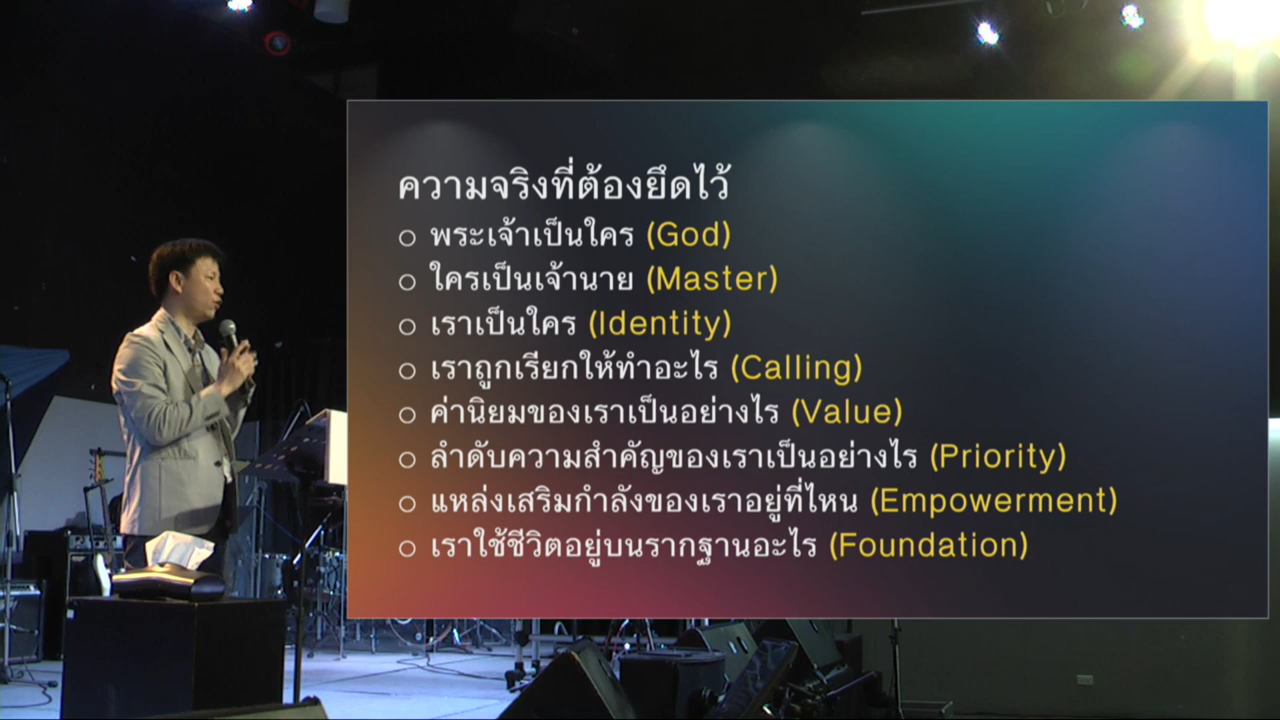 ความจริงที่ต้องยึดไว้
พระเจ้าเป็นใคร (God)
ใครเป็นเจ้านาย (Master)
เราเป็นใคร (Identity)
เราถูกเรียกให้ทำอะไร (Calling)
ค่านิยมของเราเป็นอย่างไร (Value)
ลำดับความสำคัญของเราเป็นอย่างไร (Priority)
แหล่งเสริมกำลังของเราอยู่ที่ไหน (Empowerment)
เราใช้ชีวิตอยู่บนรากฐานอะไร (Foundation)